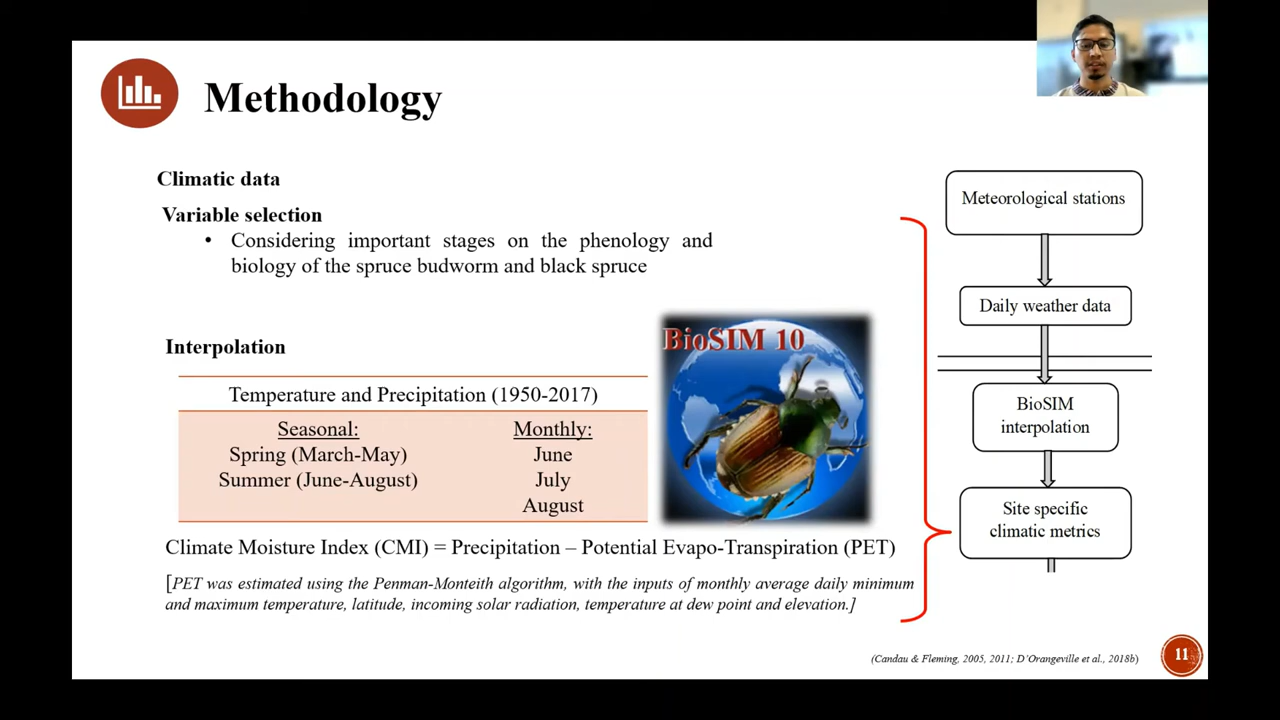 Methodology
Climatic data
Variable selection
• Considering important stages on the phenology and
biology of the spruce budworm and black spruce
Interpolation
Temperature and Precipitation (1950-2017)
Seasonal:
Spring (March-May)
Summer (June-August)
Monthly:
June
July
August
BioSIM 10
Climate Moisture Index (CMI) = Precipitation – Potential Evapo-Transpiration (PET)
[PET was estimated using the Penman-Monteith algorithm, with the inputs of monthly average daily minimum
and maximum temperature, latitude, incoming solar radiation, temperature at dew point and elevation.]
Meteorological stations
Daily weather data
BioSIM
interpolation
Site specific
climatic metrics
(Candau & Fleming, 2005, 2011; D’Orangeville et al., 2018b)
11